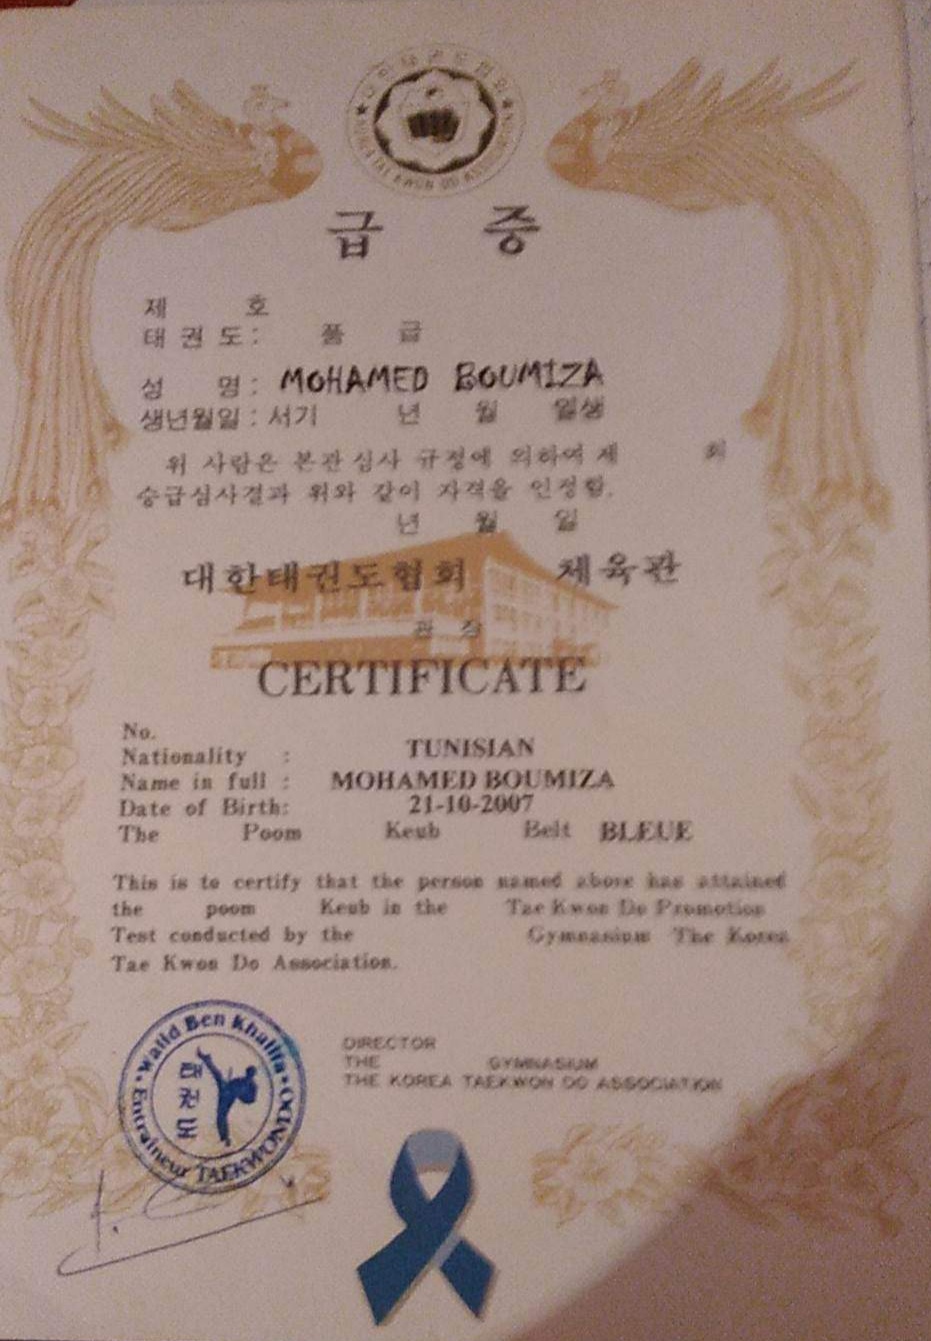 급 증
제 호
태권도: 품 급
성 명: MOHAMED BOUMIZA
생년월일: 서기 년 월 일생
위 사람은 본관 심사 규정에 의하여 제 회
승급심사결과 위와 같이 자격을 인정함.
년 월 일
대한태권도협회 체육관
관 장
CERTIFICATE
No.
Nationality : TUNISIAN
Name in full : MOHAMED BOUMIZA
Date of Birth: 21-10-2007
The Poom Keub Belt BLEUE
This is to certify that the person named above has attained
the poom Keub in the Tae Kwon Do Promotion
Test conducted by the Gymnasium The Korea
Tae Kwon Do Association.
DIRECTOR
THE GYMNASIUM
THE KOREA TAEKWON DO ASSOCIATION
Walid Ben Khalifa
태권도
Entraineur TAEKWONDO